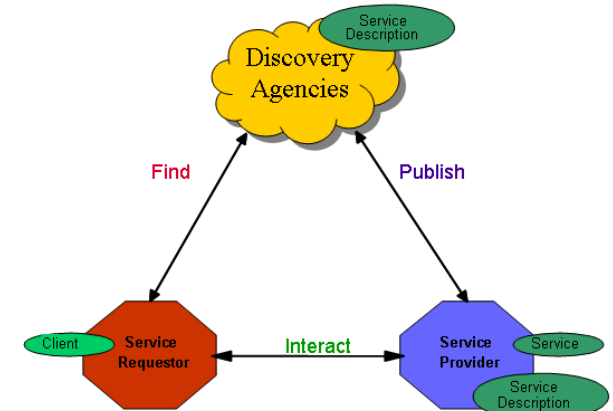 Service
Description
Discovery
Agencies
Find
Publish
Client
Service
Requestor
Interact
Service
Provider
Service
Service
Description